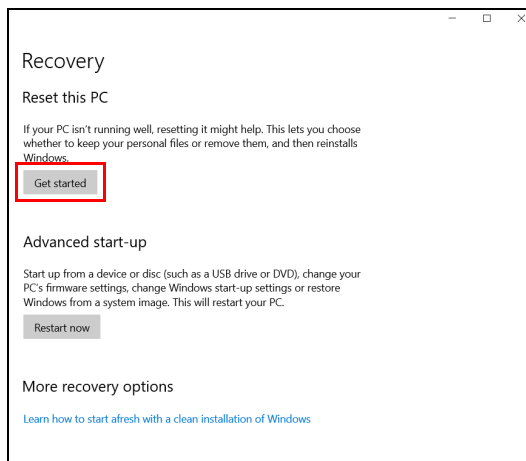 Recovery
Reset this PC
If your PC isn't running well, resetting it might help. This lets you choose
whether to keep your personal files or remove them, and then reinstalls
Windows.
Get started
Advanced start-up
Start up from a device or disc (such as a USB drive or DVD), change your
PC's firmware settings, change Windows start-up settings or restore
Windows from a system image. This will restart your PC.
Restart now
More recovery options
Learn how to start afresh with a clean installation of Windows